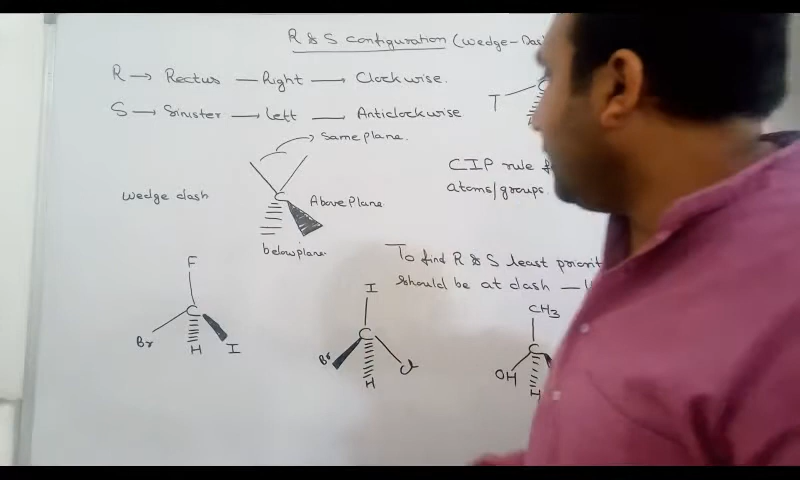 R & S Configuration (Wedge-Das
R → Rectus — Right → Clockwise.
S → Sinister → Left → Anticlockwise
T
C
Same plane.
CIP rule f
atoms/groups.
wedge dash
C
Above Plane
below plane
To find R & S least priorit
should be at dash —
F
C
Br
H
I
I
C
Br
H
Cl
CH3
C
OH
H